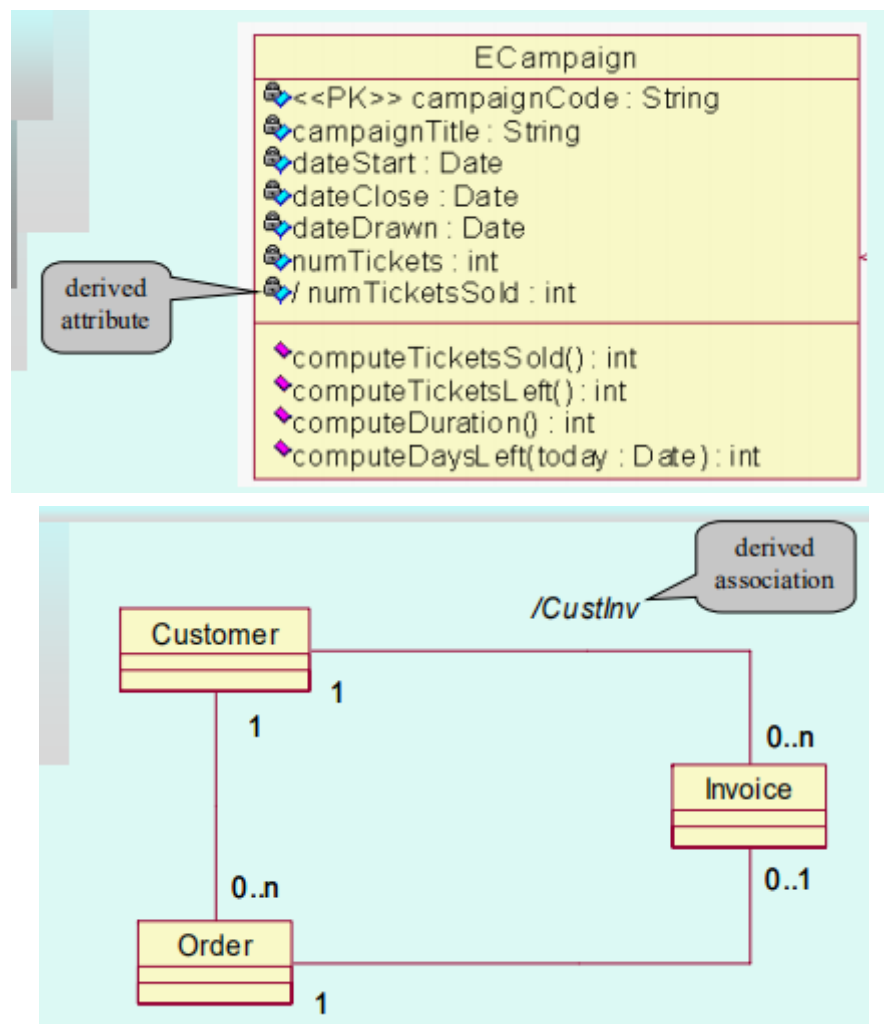 ECampaign
<<PK>> campaignCode : String
campaignTitle : String
dateStart : Date
dateClose : Date
dateDrawn : Date
numTickets : int
/ numTicketsSold : int
derived
attribute
computeTicketsSold() : int
computeTicketsLeft() : int
computeDuration() : int
computeDaysLeft(today : Date) : int
derived
association
/CustInv
Customer
1
1
0..n
Invoice
0..1
0..n
Order
1